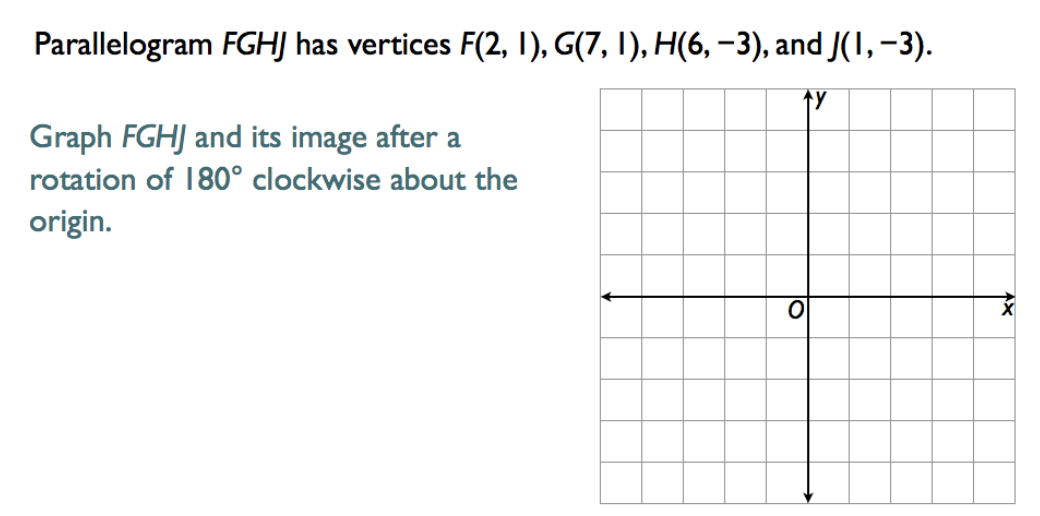 Parallelogram FGHJ has vertices F(2, 1), G(7, 1), H(6, −3), and J(1, −3).
Graph FGHJ and its image after a
rotation of 180° clockwise about the
origin.
y
O
x